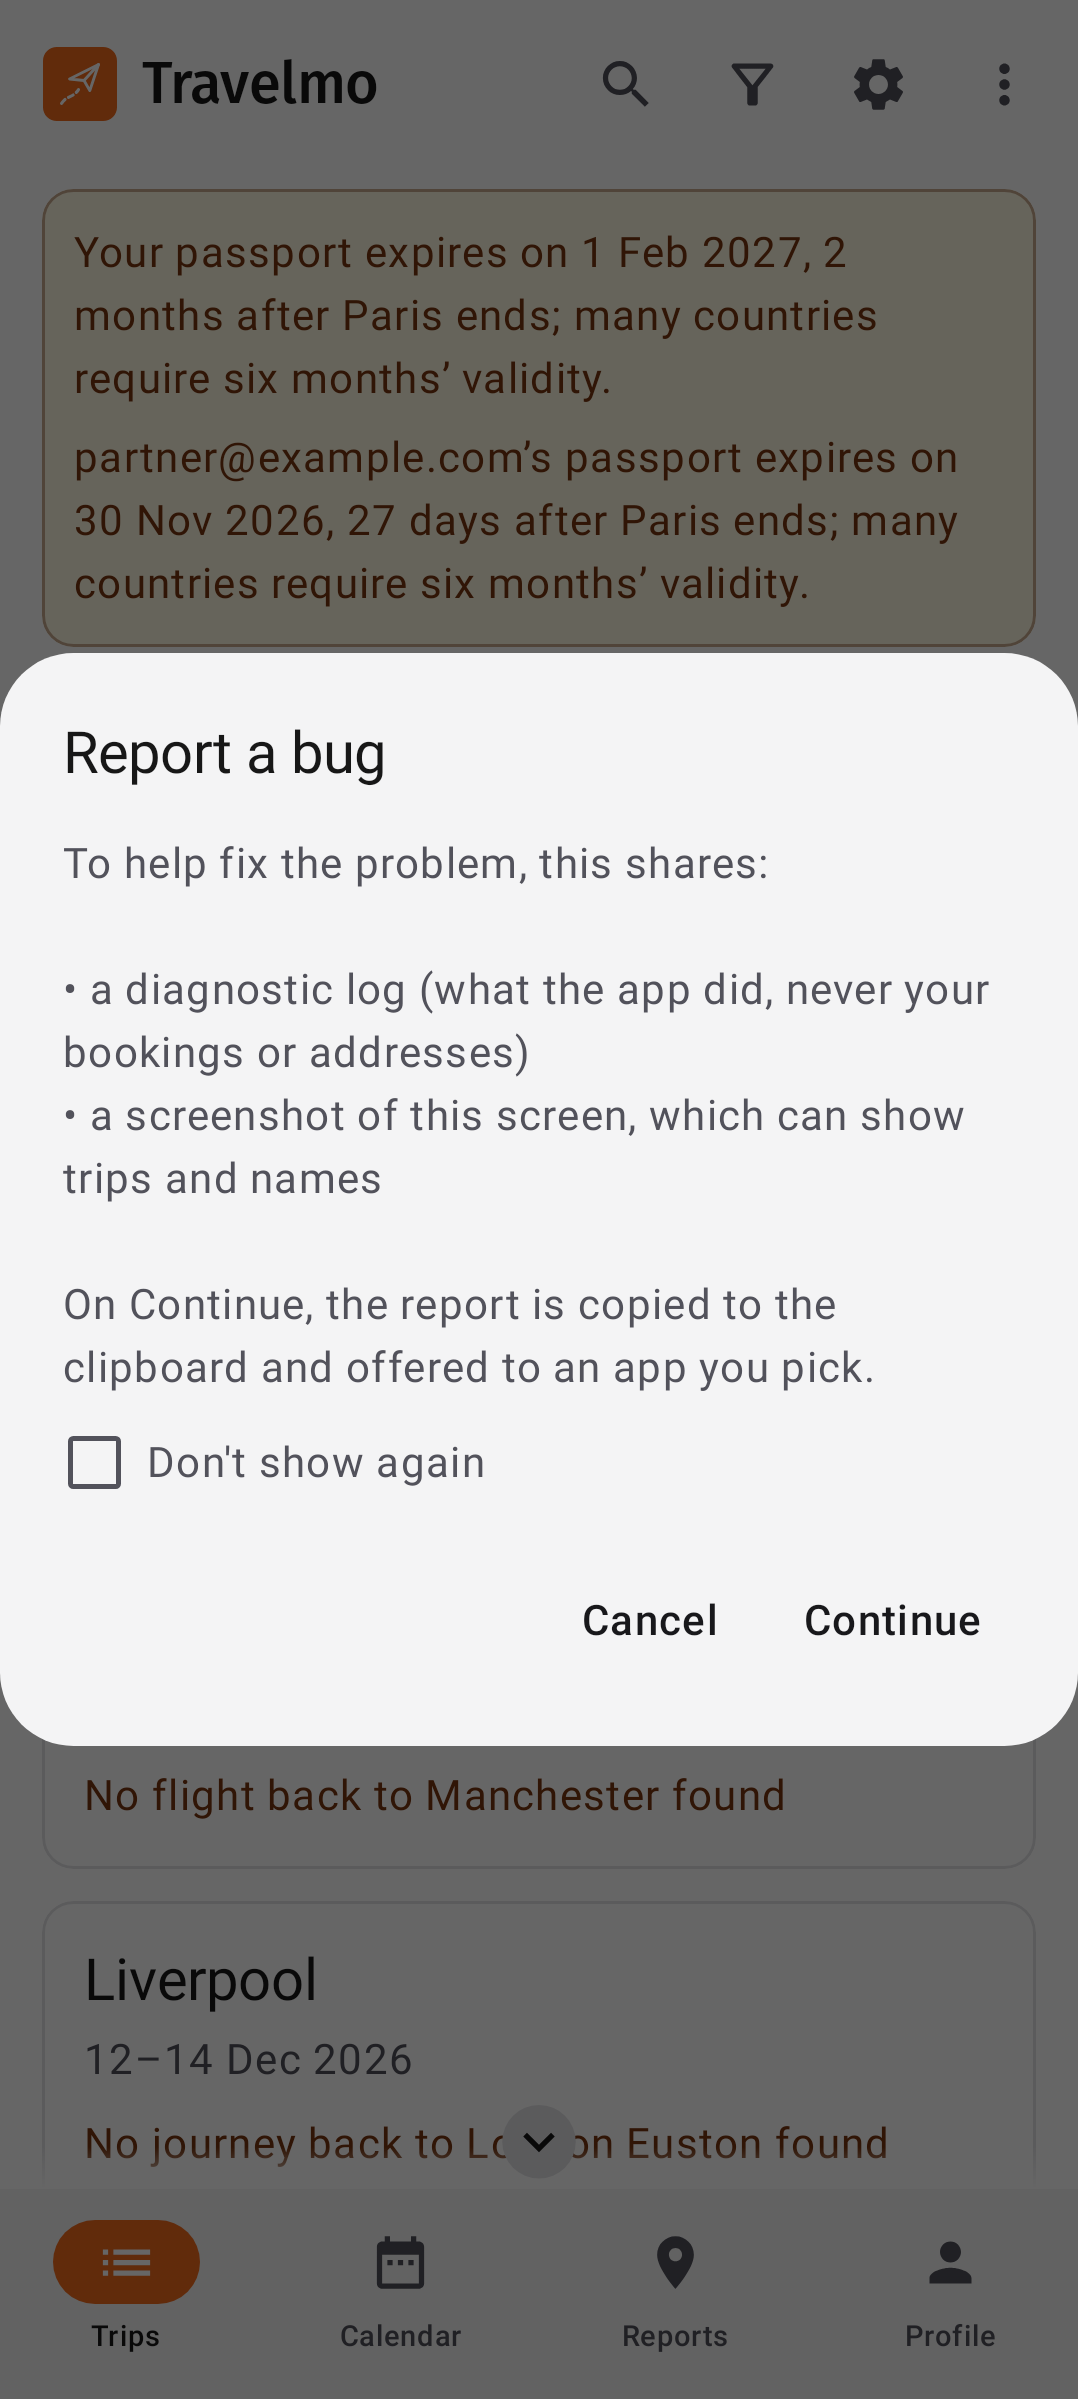 Travelmo
Your passport expires on 1 Feb 2027, 2
months after Paris ends; many countries
require six months’ validity.
partner@example.com’s passport expires on
30 Nov 2026, 27 days after Paris ends; many
countries require six months’ validity.
Report a bug
To help fix the problem, this shares:
• a diagnostic log (what the app did, never your
bookings or addresses)
• a screenshot of this screen, which can show
trips and names
On Continue, the report is copied to the
clipboard and offered to an app you pick.
Don't show again
Cancel Continue
No flight back to Manchester found
Liverpool
12–14 Dec 2026
No journey back to Euston found
Trips Calendar Reports Profile